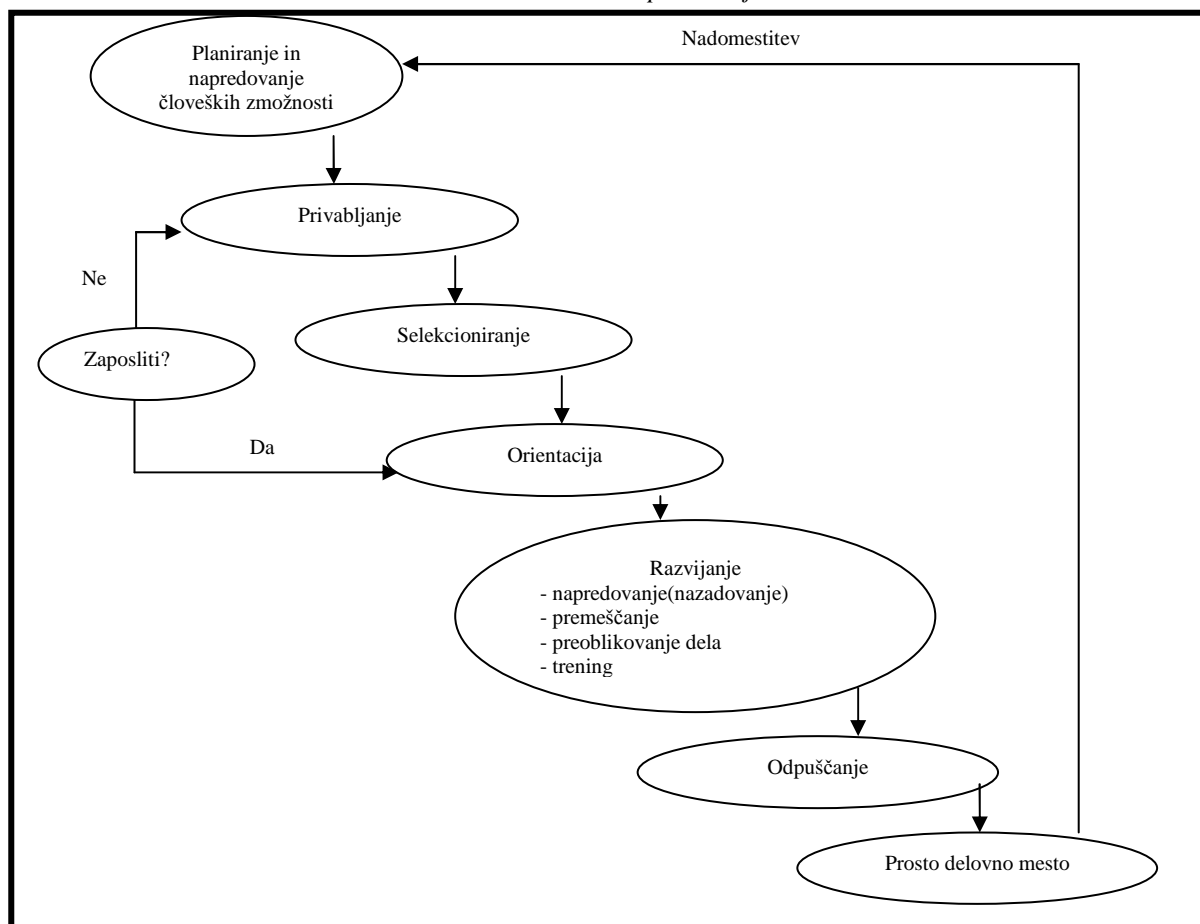 Nadomestitev
Planiranje in
napredovanje
človeških zmožnosti
Privabljanje
Ne
Selekcioniranje
Zaposliti?
Da
Orientacija
Razvijanje
- napredovanje(nazadovanje)
- premeščanje
- preoblikovanje dela
- trening
Odpuščanje
Prosto delovno mesto